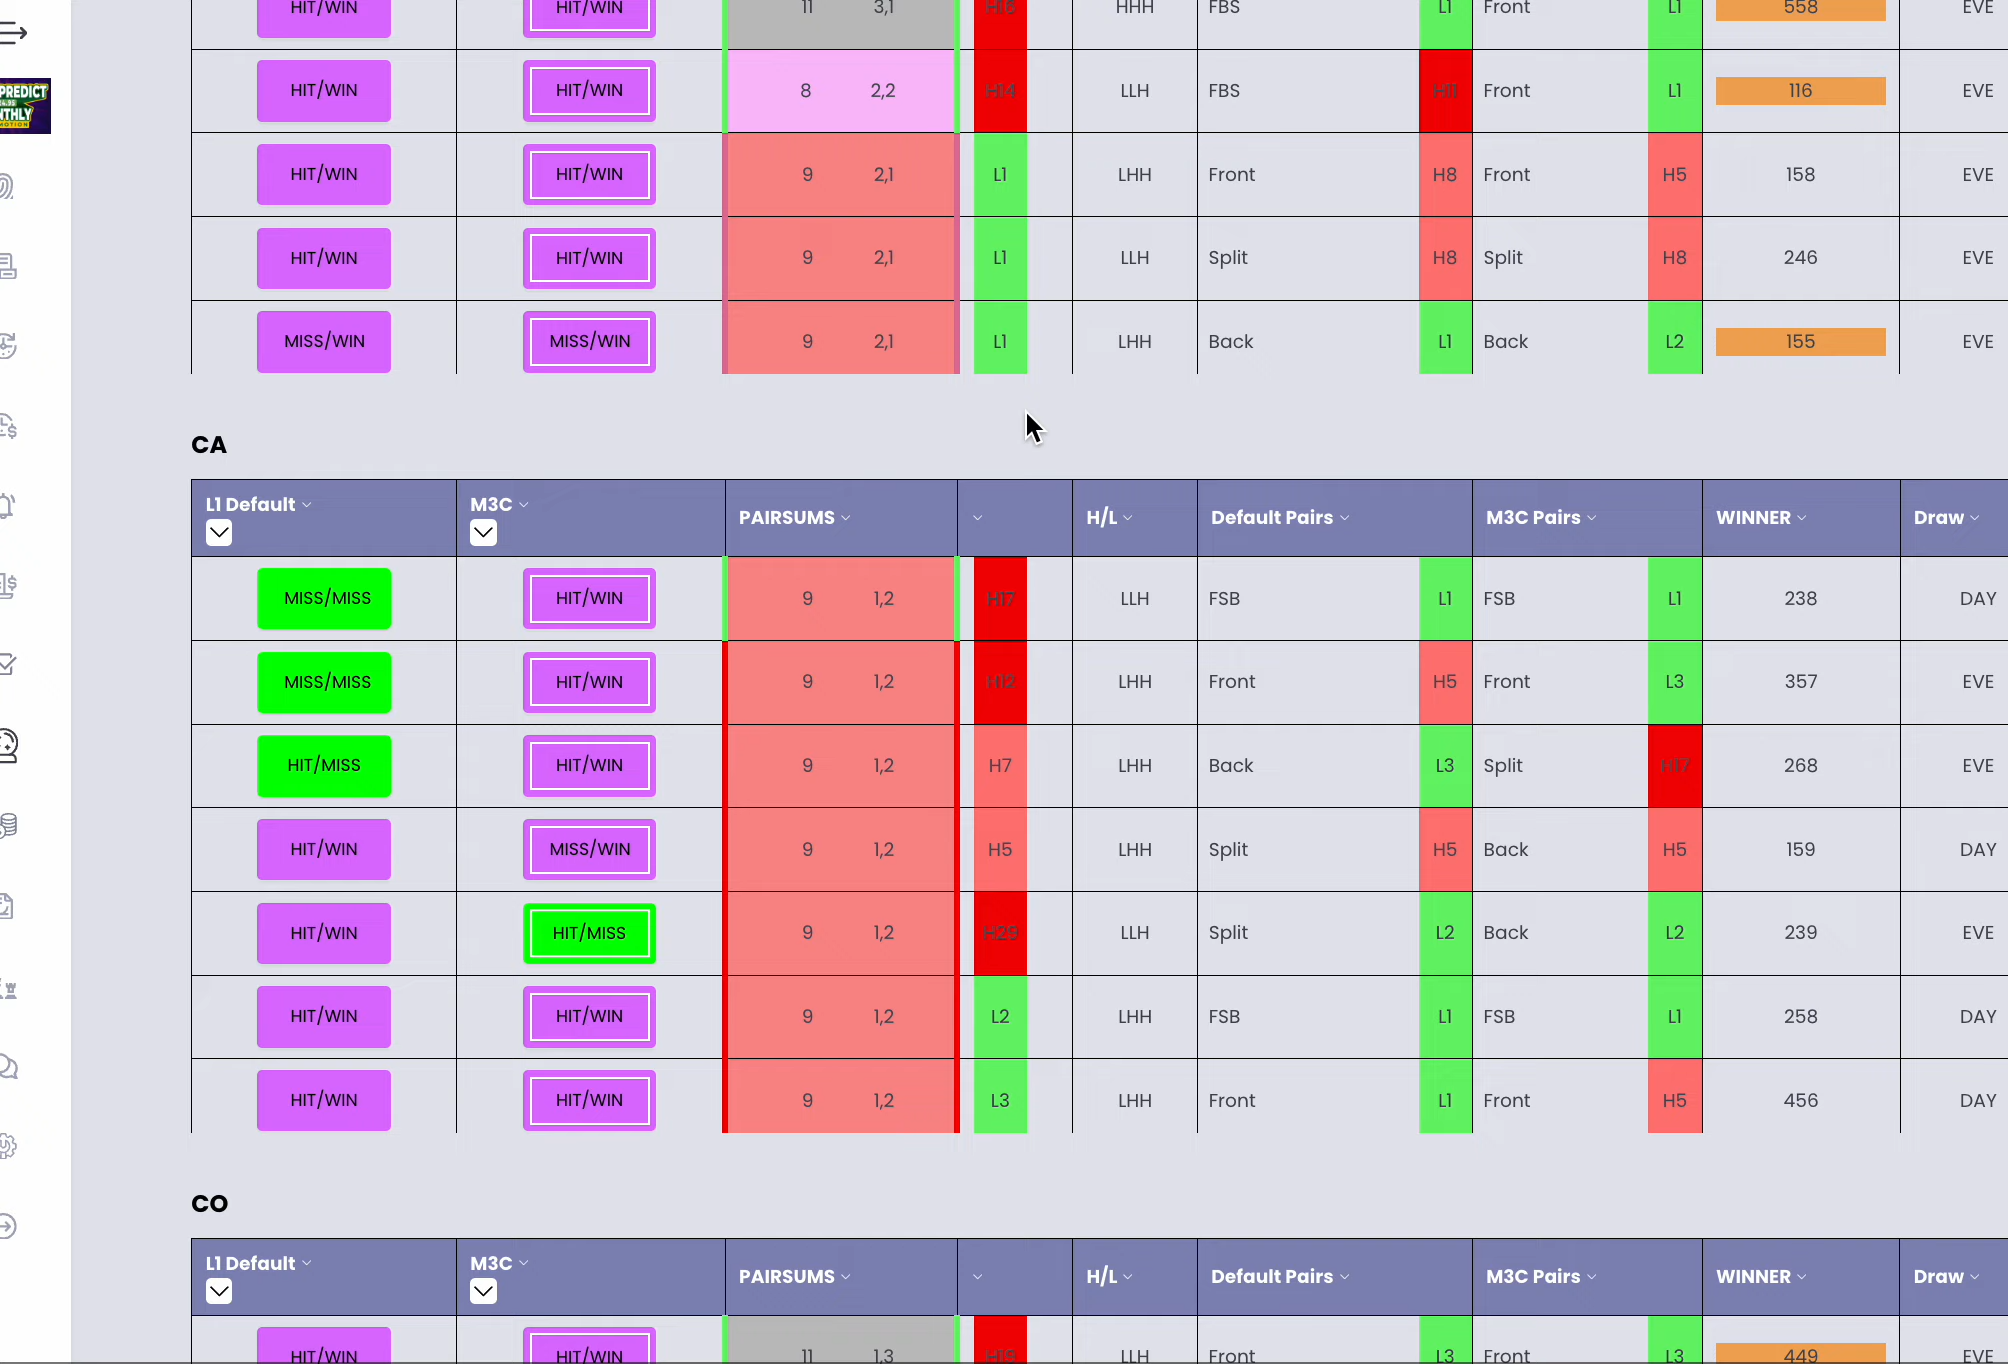 HIT/WIN HIT/WIN 11 3,1 H16 HHH FBS L1 Front L1 558 EVE
PREDICT
HIT/WIN HIT/WIN 8 2,2 H14 LLH FBS H11 Front L1 116 EVE
HIT/WIN HIT/WIN 9 2,1 L1 LHH Front H8 Front H5 158 EVE
HIT/WIN HIT/WIN 9 2,1 L1 LLH Split H8 Split H8 246 EVE
MISS/WIN MISS/WIN 9 2,1 L1 LHH Back L1 Back L2 155 EVE
CA
L1 Default M3C PAIRSUMS H/L Default Pairs M3C Pairs WINNER Draw
MISS/MISS HIT/WIN 9 1,2 H17 LLH FSB L1 FSB L1 238 DAY
MISS/MISS HIT/WIN 9 1,2 H12 LHH Front H5 Front L3 357 EVE
HIT/MISS HIT/WIN 9 1,2 H7 LHH Back L3 Split H17 268 EVE
HIT/WIN MISS/WIN 9 1,2 H5 LHH Split H5 Back H5 159 DAY
HIT/WIN HIT/MISS 9 1,2 H29 LLH Split L2 Back L2 239 EVE
HIT/WIN HIT/WIN 9 1,2 L2 LHH FSB L1 FSB L1 258 DAY
HIT/WIN HIT/WIN 9 1,2 L3 LHH Front L1 Front H5 456 DAY
CO
L1 Default M3C PAIRSUMS H/L Default Pairs M3C Pairs WINNER Draw
HIT/WIN HIT/WIN 11 1,3 LLH Front L3 Front L3 449 EVE